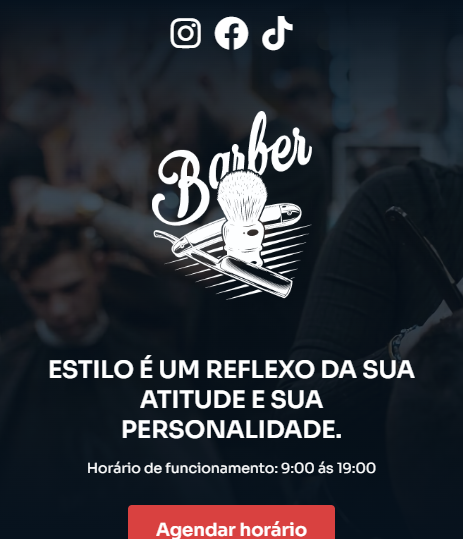 Barber
ESTILO É UM REFLEXO DA SUA
ATITUDE E SUA
PERSONALIDADE.
Horário de funcionamento: 9:00 ás 19:00
Agendar horário